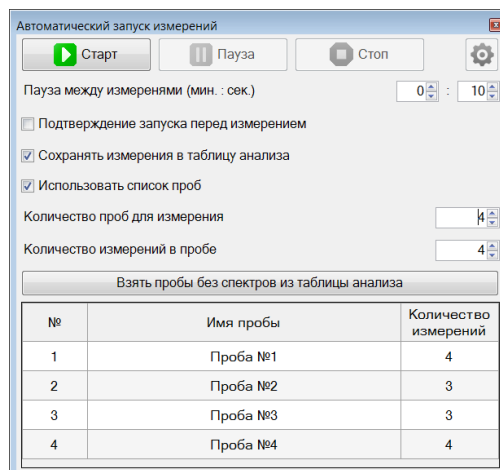 Автоматический запуск измерений
Старт Пауза Стоп
Пауза между измеренями (мин. : сек.) 0 : 10
Подтверждение запуска перед измерением
Сохранять измерения в таблицу анализа
Использовать список проб
Количество проб для измерения 4
Количество измерений в пробе 4
Взять пробы без спектров из таблицы анализа
№ Имя пробы Количество измерений
1 Проба №1 4
2 Проба №2 3
3 Проба №3 3
4 Проба №4 4